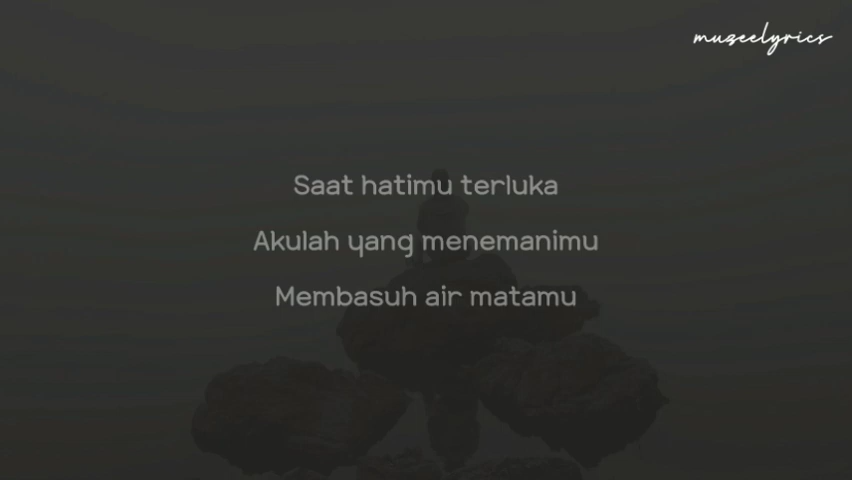 muzeelyrics
Saat hatimu terluka
Akulah yang menemanimu
Membasuh air matamu